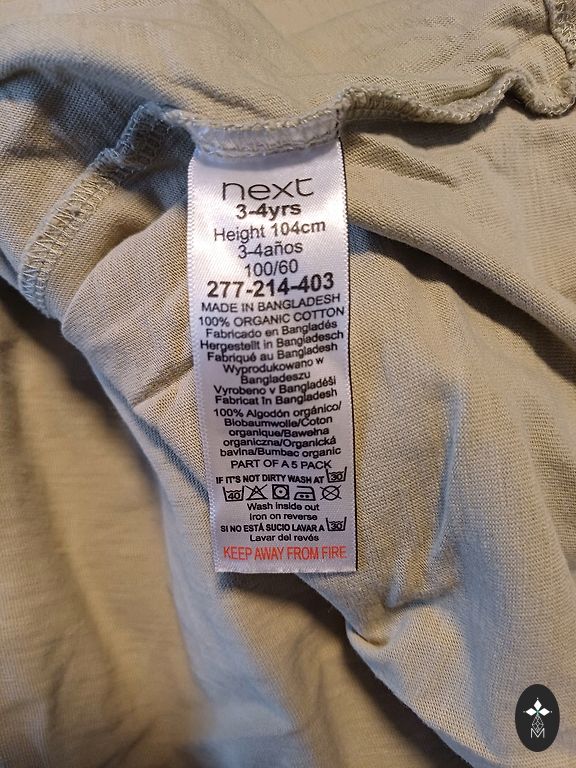 next
3-4yrs
Height 104cm
3-4años
100/60
277-214-403
MADE IN BANGLADESH
100% ORGANIC COTTON
Fabricado en Bangladés
Hergestellt in Bangladesch
Fabriqué au Bangladesh
Wyprodukowano w
Bangladeszu
Vyrobeno v Bangladéši
Fabricat în Bangladesh
100% Algodón orgánico/
Biobaumwolle/Coton
organique/Bawełna
organiczna/Organická
bavlna/Bumbac organic
PART OF A 5 PACK
IF IT'S NOT DIRTY WASH AT 30
40
Wash inside out
Iron on reverse
SI NO ESTÁ SUCIO LAVAR A 30
Lavar del revés
KEEP AWAY FROM FIRE
M